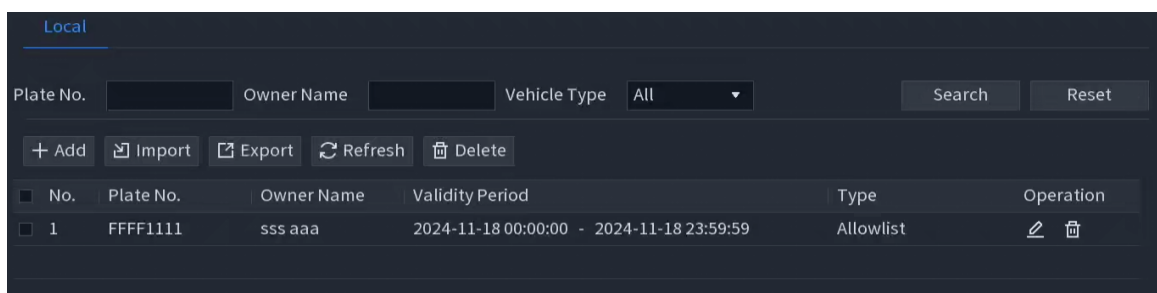 Local
Plate No. Owner Name Vehicle Type All Search Reset
Add Import Export Refresh Delete
No. Plate No. Owner Name Validity Period Type Operation
1 FFFF1111 sss aaa 2024-11-18 00:00:00 - 2024-11-18 23:59:59 Allowlist